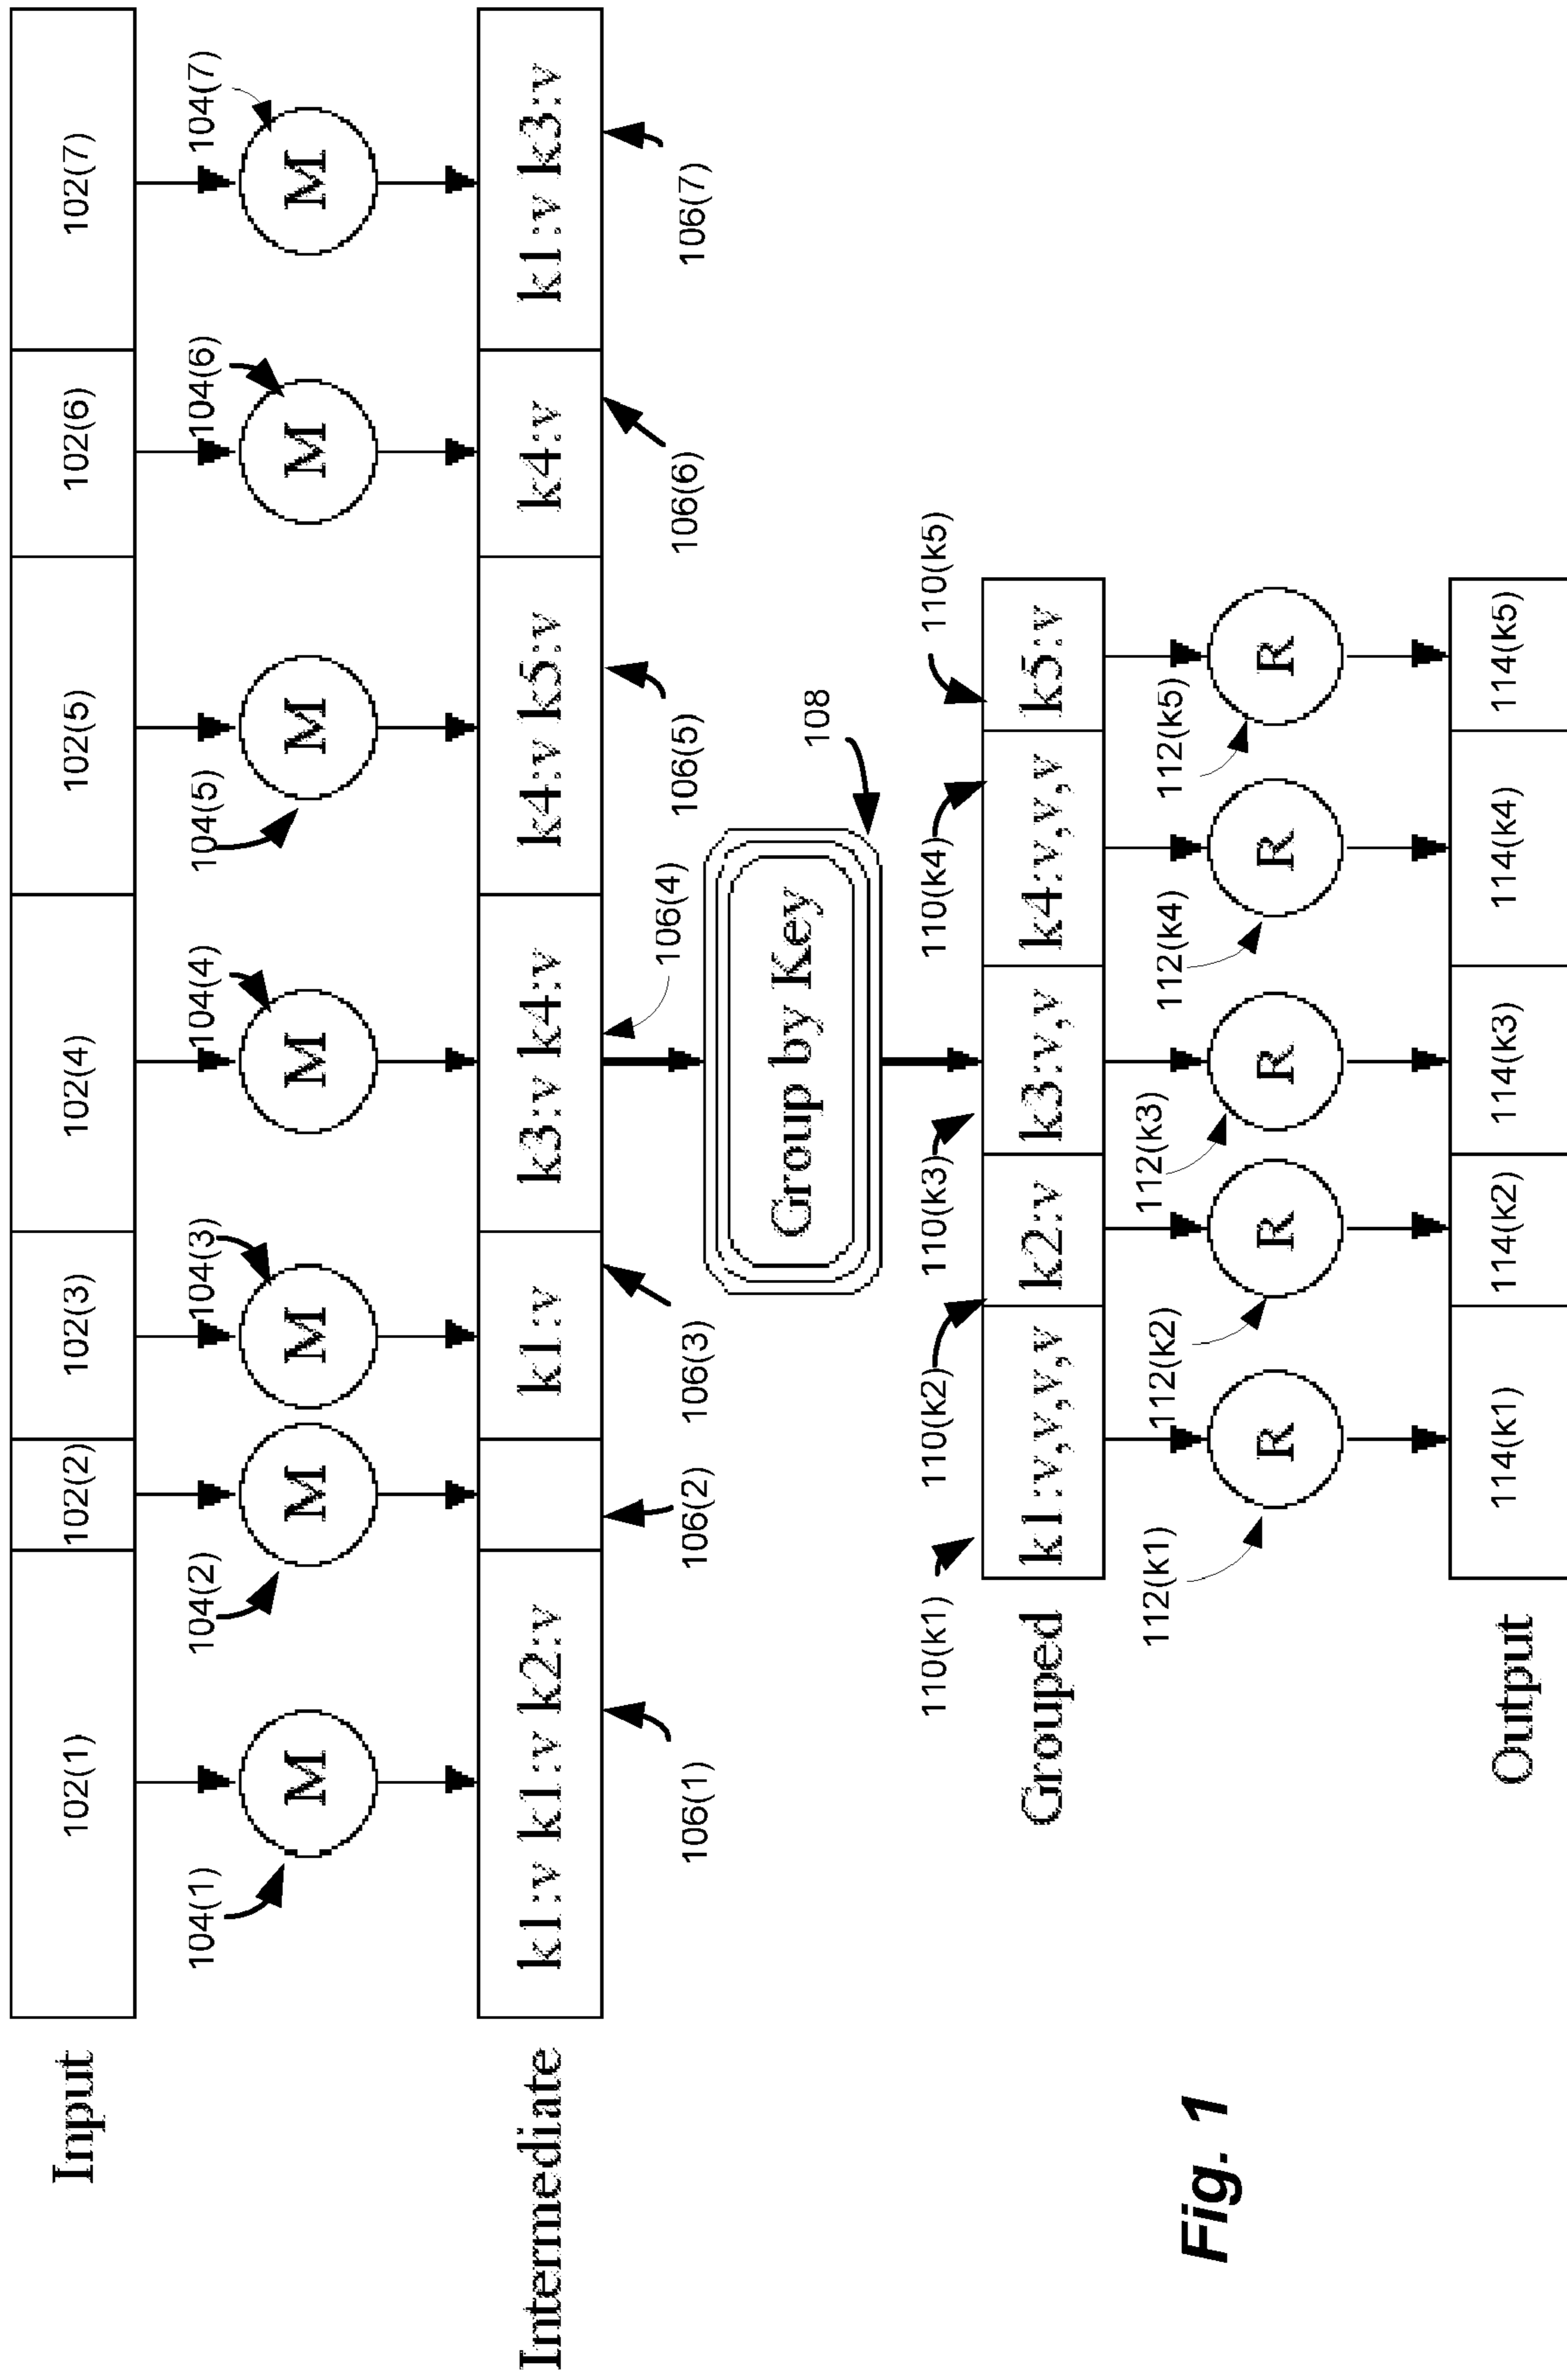 Input
102(1)
102(2)
102(3)
102(4)
102(5)
102(6)
102(7)
104(1)
104(2)
104(3)
104(4)
104(5)
104(6)
104(7)
M
M
M
M
M
M
M
Intermediate
k1:v k1:v k2:v
k1:v
k3:v k4:v
k4:v k5:v
k4:v
k1:v k3:v
106(1)
106(2)
106(3)
106(4)
106(5)
106(6)
106(7)
Group by Key
108
110(k1)
110(k2)
110(k3)
110(k4)
110(k5)
Grouped
k1:v,v,v,v
k2:v
k3:v,v
k4:v,v,v
k5:v
112(k1)
112(k2)
112(k3)
112(k4)
112(k5)
R
R
R
R
R
Output
114(k1)
114(k2)
114(k3)
114(k4)
114(k5)
Fig. 1